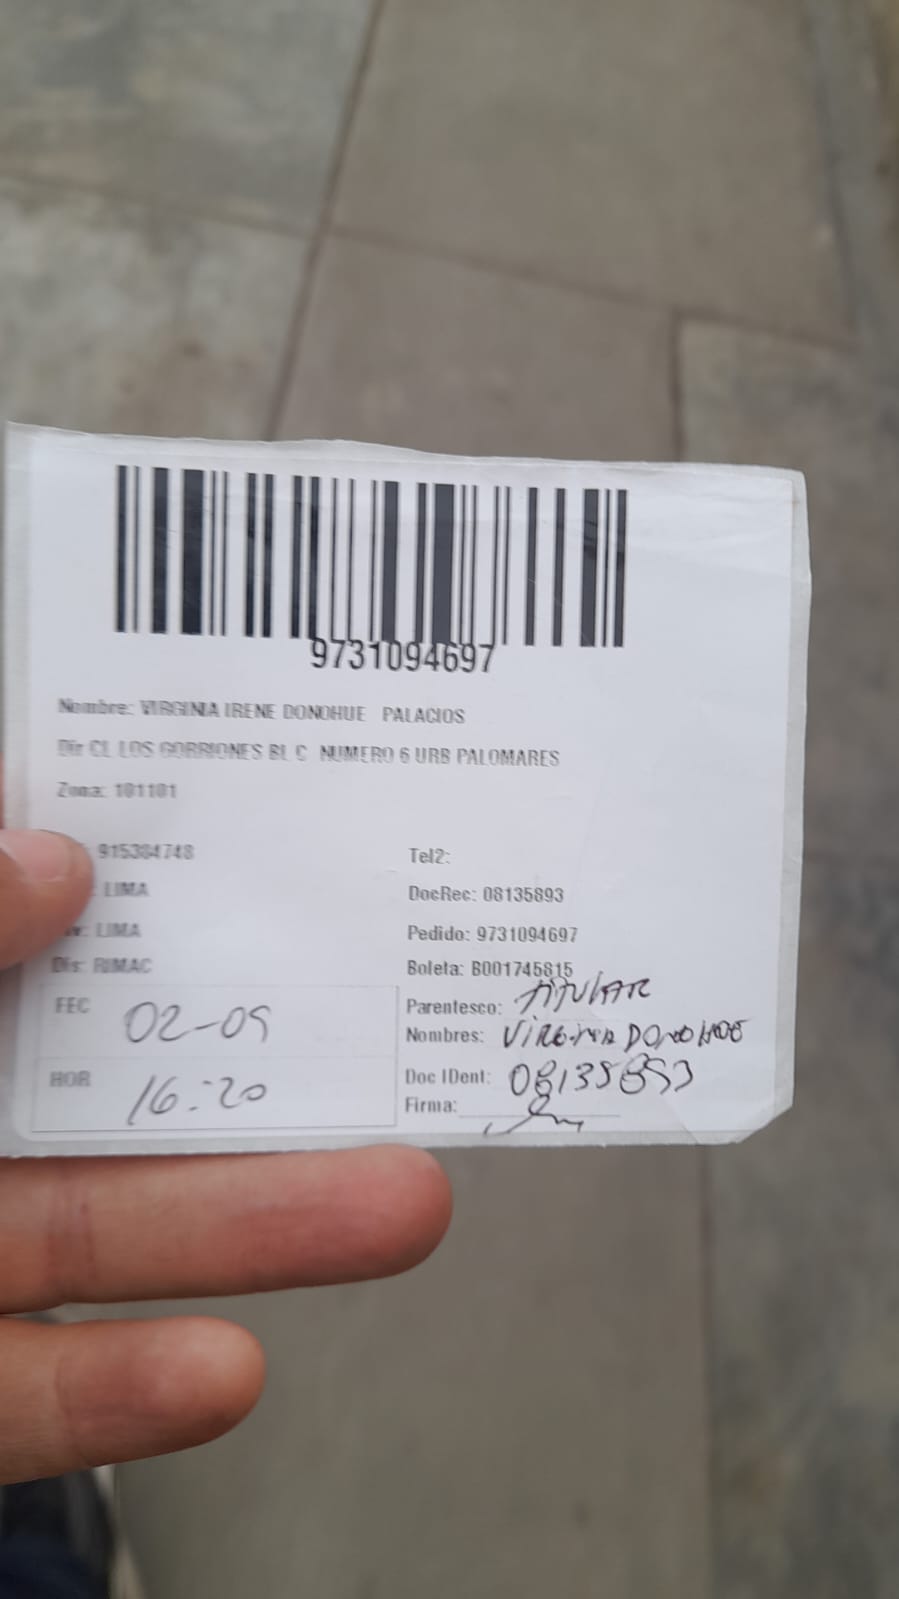 9731094697
Nombre: VIRGINIA IRENE DONOHUE PALACIOS
Dir CL LOS GORRIONES BL C NUMERO 6 URB PALOMARES
Zona: 101101
915384748
Tel2:
: LIMA
DocRec: 08135893
: LIMA
Pedido: 9731094697
Dis: RIMAC
Boleta: B001745815
FEC 02-09
Parentesco: TITULAR
Nombres: VIRGINIA DONOHUE
HOR 16:20
Doc IDent: 08135893
Firma: